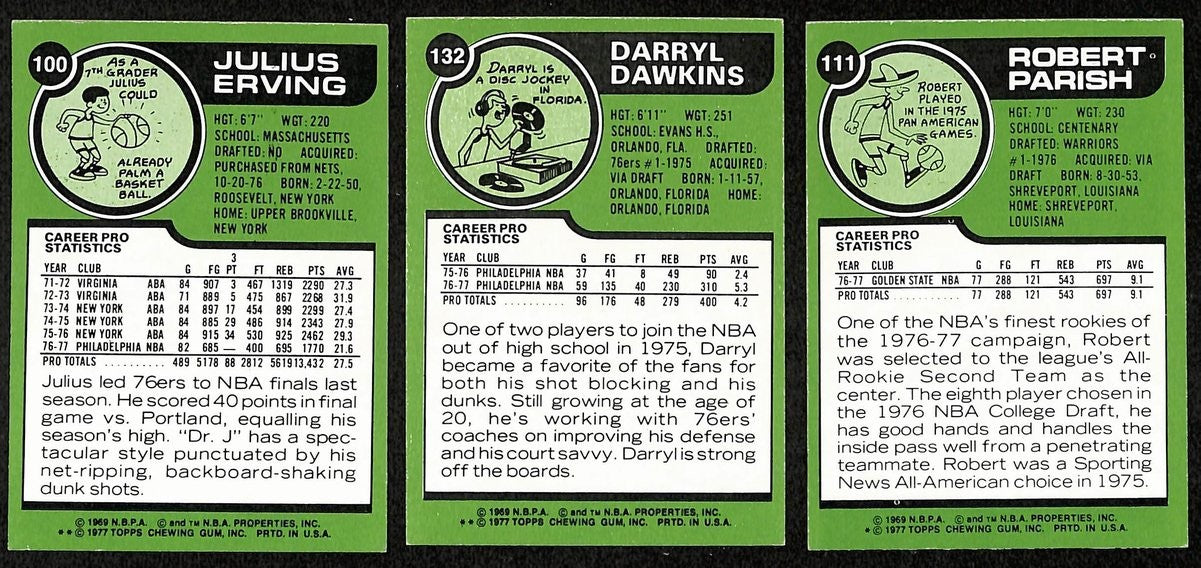 100
AS A
7TH GRADER
JULIUS
COULD
ALREADY
PALM A
BASKET
BALL.
JULIUS
ERVING
HGT: 6'7" WGT: 220
SCHOOL: MASSACHUSETTS
DRAFTED: NO ACQUIRED:
PURCHASED FROM NETS,
10-20-76 BORN: 2-22-50,
ROOSEVELT, NEW YORK
HOME: UPPER BROOKVILLE,
NEW YORK
CAREER PRO
STATISTICS
3
YEAR CLUB G FG PT FT REB PTS AVG
71-72 VIRGINIA ABA 84 907 3 467 1319 2290 27.3
72-73 VIRGINIA ABA 71 889 5 475 867 2268 31.9
73-74 NEW YORK ABA 84 897 17 454 899 2299 27.4
74-75 NEW YORK ABA 84 885 29 486 914 2343 27.9
75-76 NEW YORK ABA 84 915 34 530 925 2462 29.3
76-77 PHILADELPHIA NBA 82 685 — 400 695 1770 21.6
PRO TOTALS .......... 489 5178 88 2812 5619 13,432 27.5
Julius led 76ers to NBA finals last
season. He scored 40 points in final
game vs. Portland, equalling his
season's high. "Dr. J" has a spec-
tacular style punctuated by his
net-ripping, backboard-shaking
dunk shots.
© 1969 N.B.P.A. © and TM N.B.A. PROPERTIES, INC.
**© 1977 TOPPS CHEWING GUM, INC. PRTD. IN U.S.A.
132
DARRYL IS
A DISC JOCKEY
IN
FLORIDA.
DARRYL
DAWKINS
HGT: 6'11" WGT: 251
SCHOOL: EVANS H.S.,
ORLANDO, FLA. DRAFTED:
76ers #1-1975 ACQUIRED:
VIA DRAFT BORN: 1-11-57,
ORLANDO, FLORIDA HOME:
ORLANDO, FLORIDA
CAREER PRO
STATISTICS
YEAR CLUB G FG FT REB PTS AVG
75-76 PHILADELPHIA NBA 37 41 8 49 90 2.4
76-77 PHILADELPHIA NBA 59 135 40 230 310 5.3
PRO TOTALS .......... 96 176 48 279 400 4.2
One of two players to join the NBA
out of high school in 1975, Darryl
became a favorite of the fans for
both his shot blocking and his
dunks. Still growing at the age of
20, he's working with 76ers'
coaches on improving his defense
and his court savvy. Darryl is strong
off the boards.
© 1969 N.B.P.A. © and TM N.B.A. PROPERTIES, INC.
**© 1977 TOPPS CHEWING GUM, INC. PRTD. IN U.S.A.
111
ROBERT
PLAYED
IN THE 1975
PAN AMERICAN
GAMES.
ROBERT
PARISH
HGT: 7'0" WGT: 230
SCHOOL: CENTENARY
DRAFTED: WARRIORS
#1-1976 ACQUIRED: VIA
DRAFT BORN: 8-30-53,
SHREVEPORT, LOUISIANA
HOME: SHREVEPORT,
LOUISIANA
CAREER PRO
STATISTICS
YEAR CLUB G FG FT REB PTS AVG
76-77 GOLDEN STATE NBA 77 288 121 543 697 9.1
PRO TOTALS .......... 77 288 121 543 697 9.1
One of the NBA's finest rookies of
the 1976-77 campaign, Robert
was selected to the league's All-
Rookie Second Team as the
center. The eighth player chosen in
the 1976 NBA College Draft, he
has good hands and handles the
inside pass well from a penetrating
teammate. Robert was a Sporting
News All-American choice in 1975.
© 1969 N.B.P.A. © and TM N.B.A. PROPERTIES, INC.
**© 1977 TOPPS CHEWING GUM, INC. PRTD. IN U.S.A.